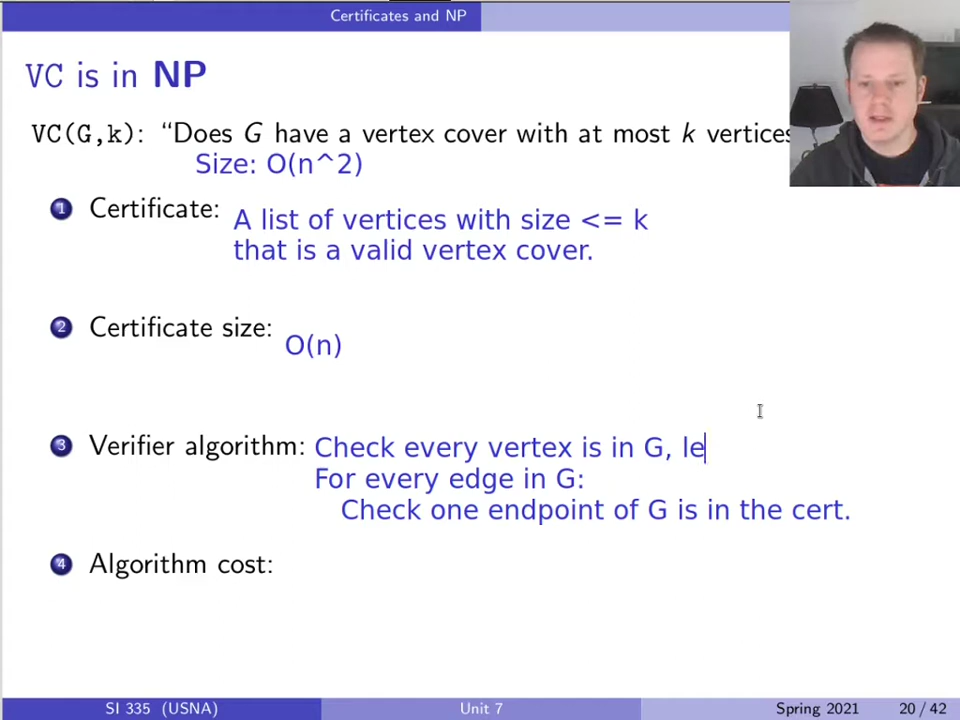 Certificates and NP
VC is in NP
VC(G,k): “Does G have a vertex cover with at most k vertices
Size: O(n^2)
1 Certificate:
A list of vertices with size <= k
that is a valid vertex cover.
2 Certificate size:
O(n)
3 Verifier algorithm: Check every vertex is in G, le
For every edge in G:
Check one endpoint of G is in the cert.
4 Algorithm cost:
SI 335 (USNA) Unit 7 Spring 2021 20 / 42